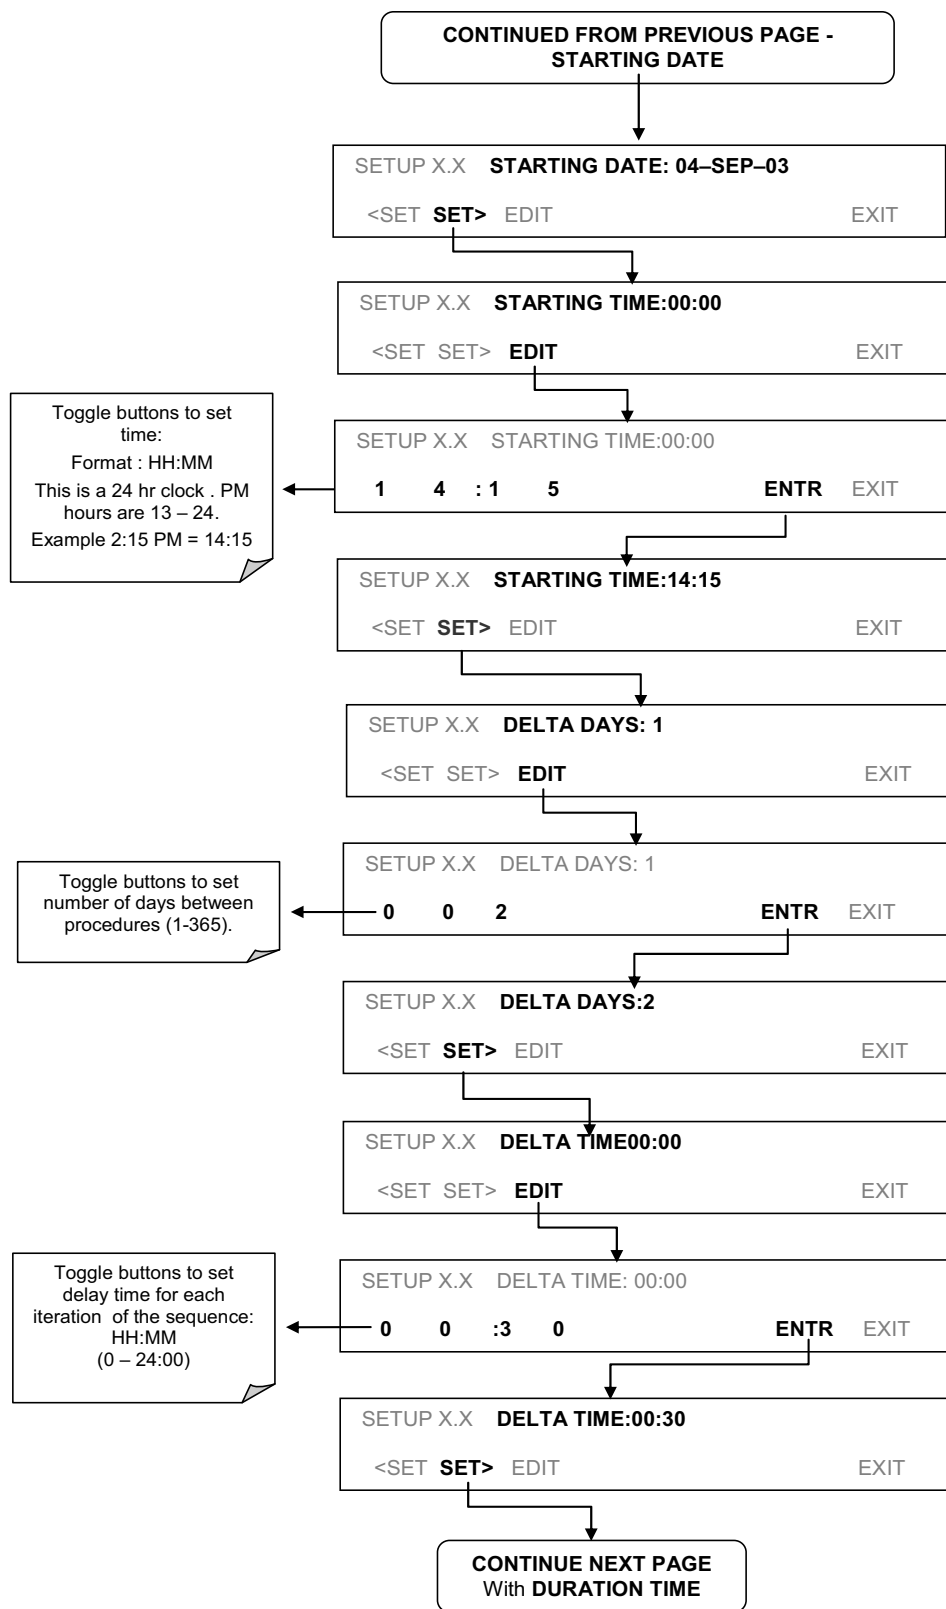 CONTINUED FROM PREVIOUS PAGE -
STARTING DATE
SETUP X.X STARTING DATE: 04–SEP–03
<SET SET> EDIT EXIT
SETUP X.X STARTING TIME:00:00
<SET SET> EDIT EXIT
Toggle buttons to set
time:
Format : HH:MM
This is a 24 hr clock . PM
hours are 13 – 24.
Example 2:15 PM = 14:15
SETUP X.X STARTING TIME:00:00
1 4 : 1 5 ENTR EXIT
SETUP X.X STARTING TIME:14:15
<SET SET> EDIT EXIT
SETUP X.X DELTA DAYS: 1
<SET SET> EDIT EXIT
Toggle buttons to set
number of days between
procedures (1-365).
SETUP X.X DELTA DAYS: 1
0 0 2 ENTR EXIT
SETUP X.X DELTA DAYS:2
<SET SET> EDIT EXIT
SETUP X.X DELTA TIME00:00
<SET SET> EDIT EXIT
Toggle buttons to set
delay time for each
iteration of the sequence:
HH:MM
(0 – 24:00)
SETUP X.X DELTA TIME: 00:00
0 0 :3 0 ENTR EXIT
SETUP X.X DELTA TIME:00:30
<SET SET> EDIT EXIT
CONTINUE NEXT PAGE
With DURATION TIME